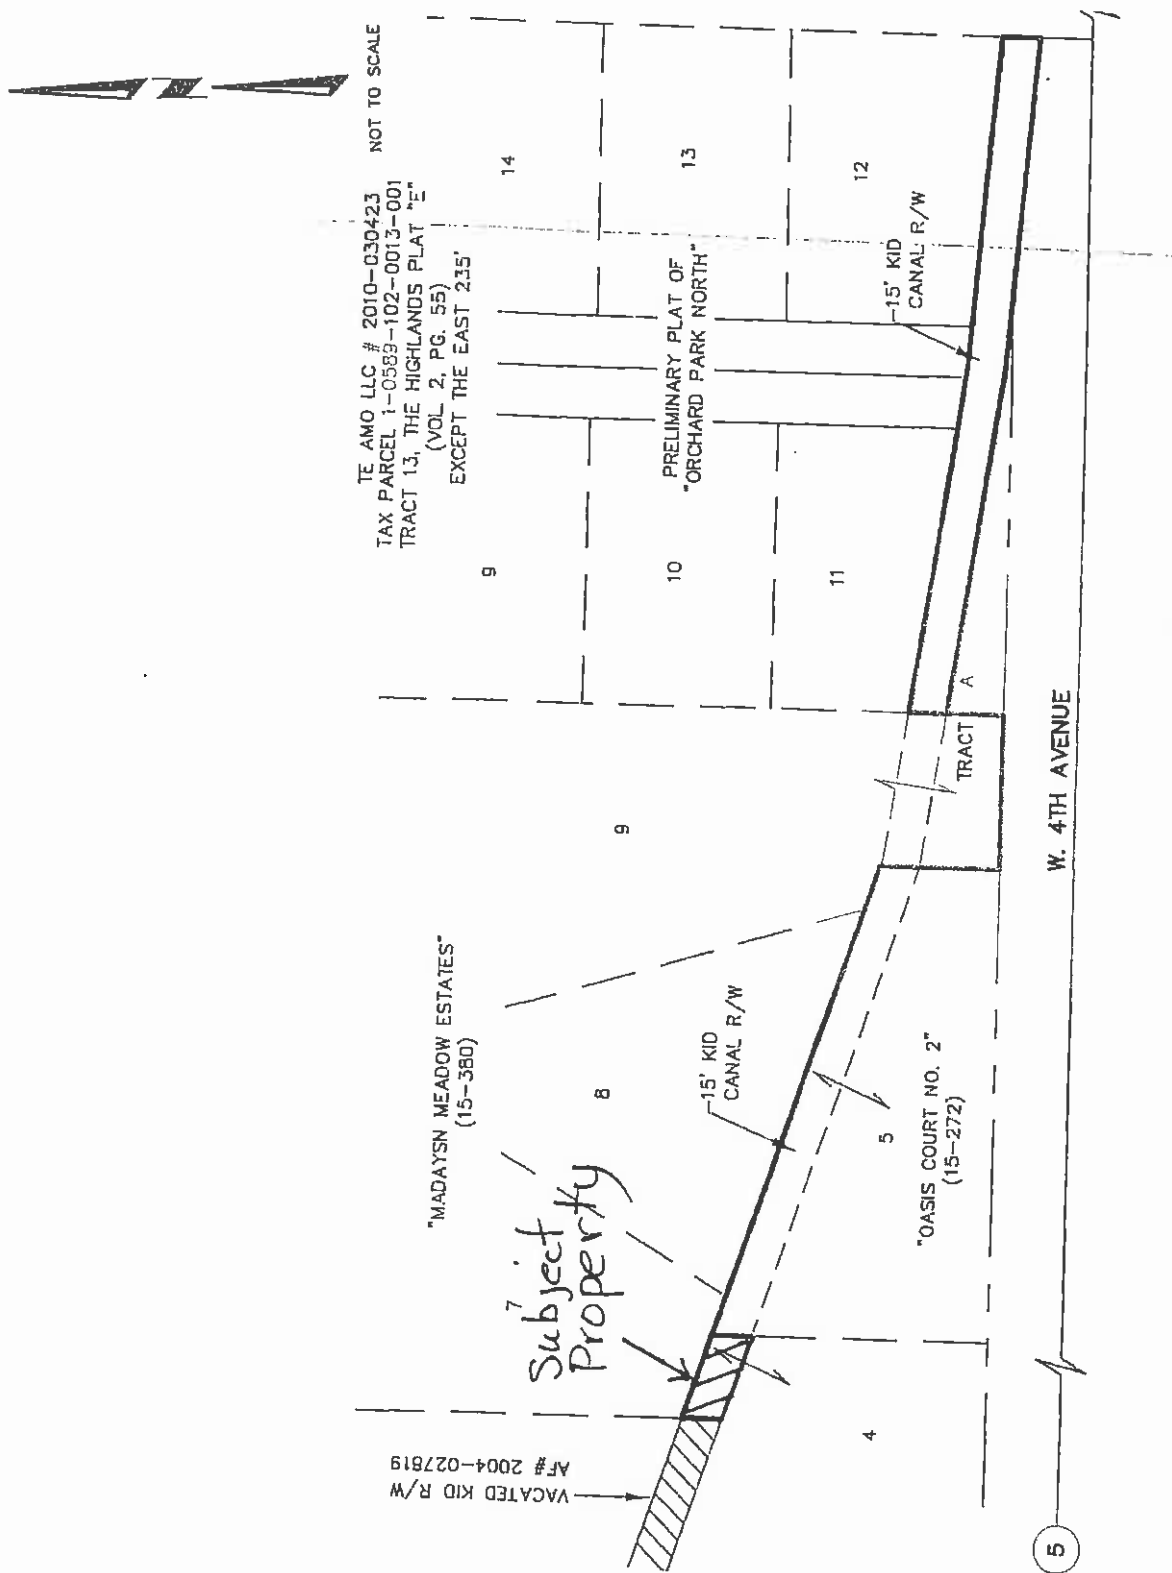 NOT TO SCALE
TE AMO LLC # 2010-030423
TAX PARCEL 1-0589-102-0013-001
TRACT 13, THE HIGHLANDS PLAT "E"
(VOL. 2, PG. 55)
EXCEPT THE EAST 235'
14
13
12
PRELIMINARY PLAT OF
"ORCHARD PARK NORTH"
15' KID
CANAL R/W
9
10
11
A
TRACT
W. 4TH AVENUE
9
"MADAYSN MEADOW ESTATES"
(15-380)
8
15' KID
CANAL R/W
5
"OASIS COURT NO. 2"
(15-272)
7
Subject
Property
4
VACATED KID R/W
AF# 2004-027819
5